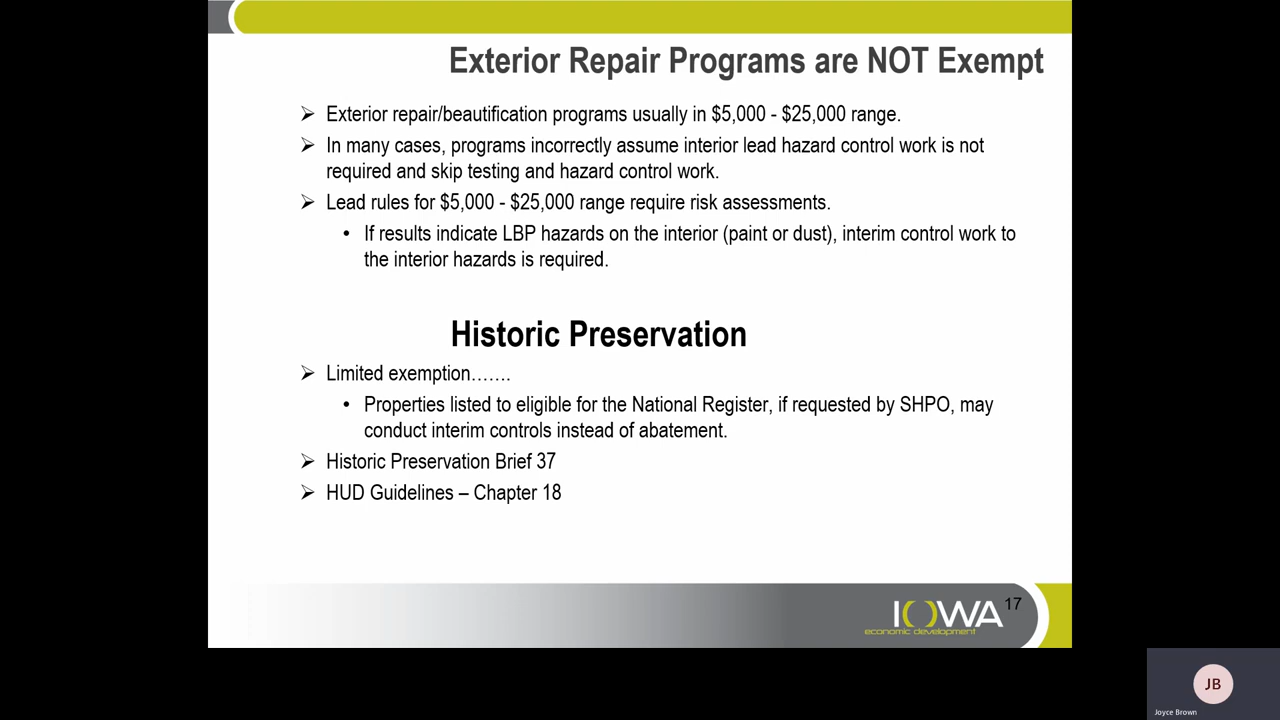 Exterior Repair Programs are NOT Exempt
Exterior repair/beautification programs usually in $5,000 - $25,000 range.
In many cases, programs incorrectly assume interior lead hazard control work is not
required and skip testing and hazard control work.
Lead rules for $5,000 - $25,000 range require risk assessments.
• If results indicate LBP hazards on the interior (paint or dust), interim control work to
the interior hazards is required.
Historic Preservation
Limited exemption…….
• Properties listed to eligible for the National Register, if requested by SHPO, may
conduct interim controls instead of abatement.
Historic Preservation Brief 37
HUD Guidelines – Chapter 18
17
IOWA
economic development
JB
Joyce Brown